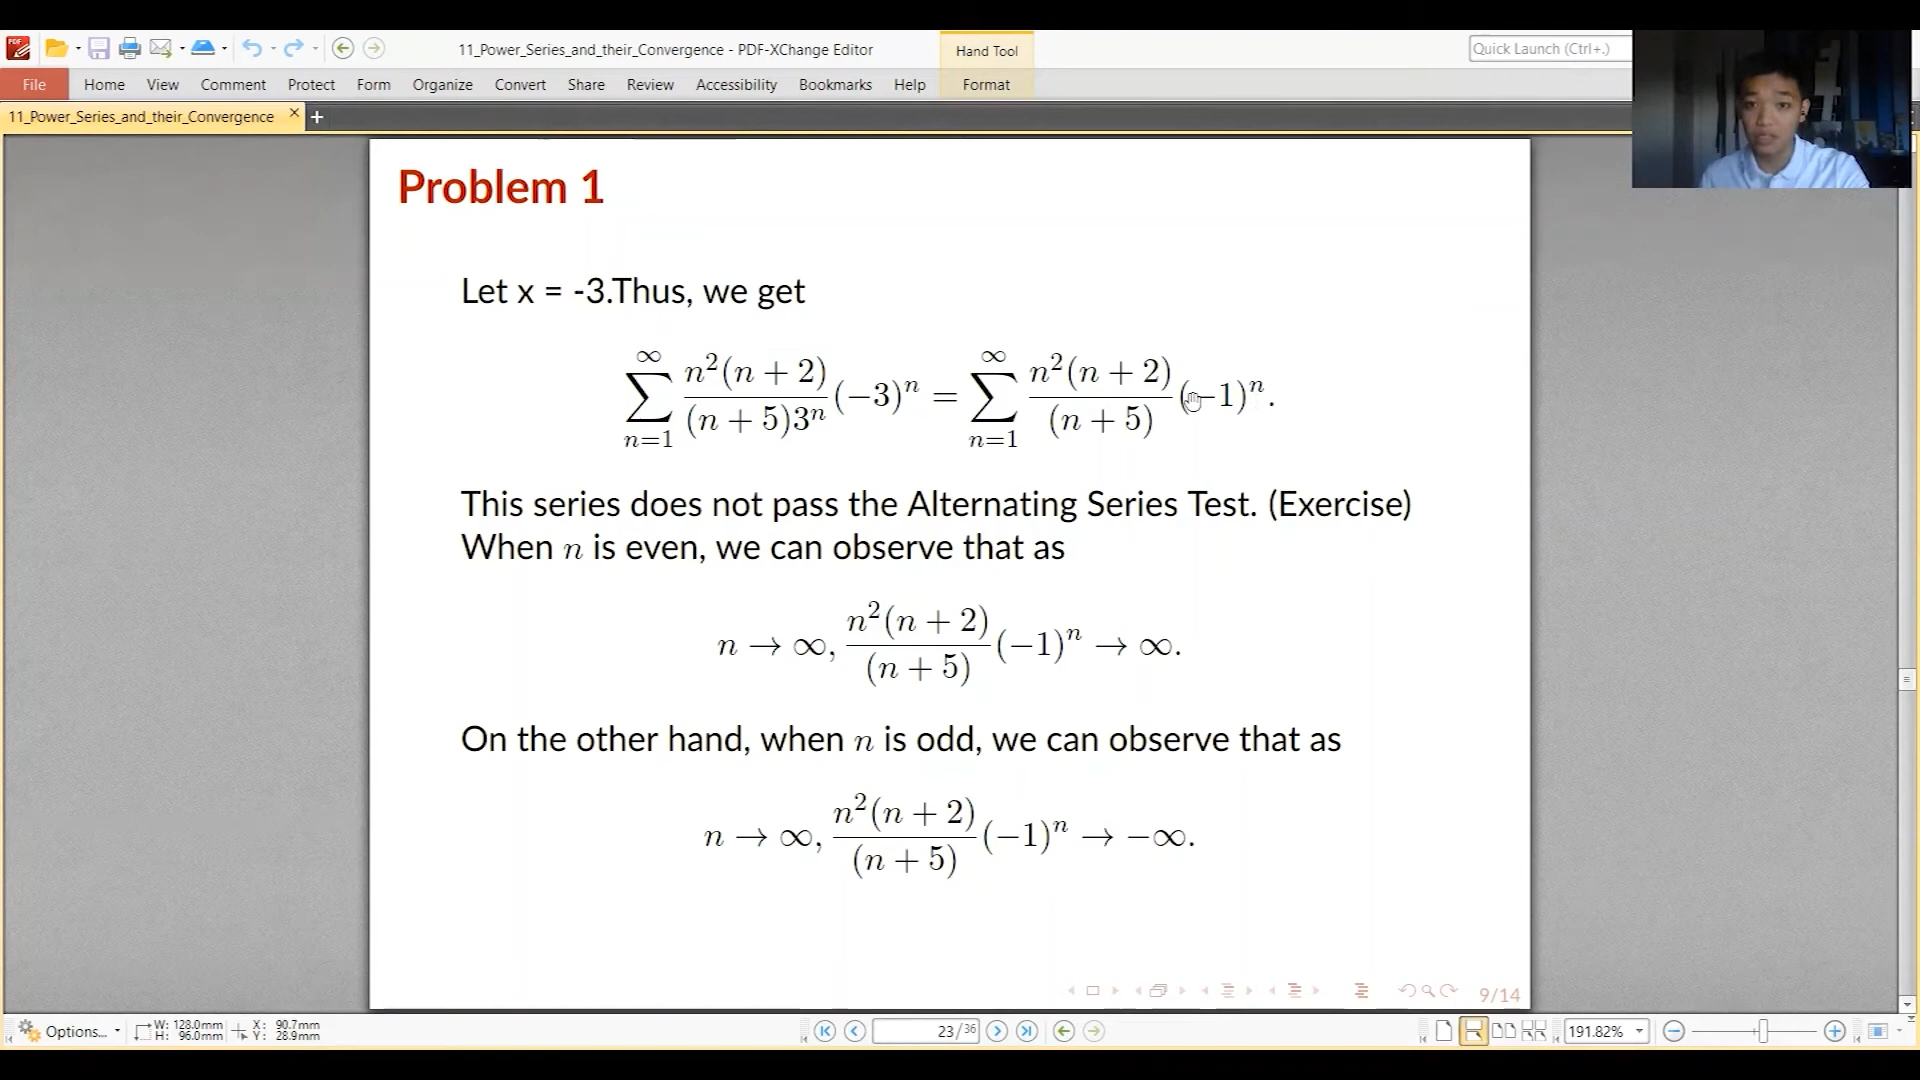 11_Power_Series_and_their_Convergence - PDF-XChange Editor
Hand Tool
Quick Launch (Ctrl+.)
File Home View Comment Protect Form Organize Convert Share Review Accessibility Bookmarks Help Format
11_Power_Series_and_their_Convergence × +
Problem 1
Let x = -3.Thus, we get
∑_{n=1}^{∞} n²(n + 2)/((n + 5)3ⁿ) (−3)ⁿ = ∑_{n=1}^{∞} n²(n + 2)/(n + 5) (−1)ⁿ.
This series does not pass the Alternating Series Test. (Exercise)
When n is even, we can observe that as
n → ∞, n²(n + 2)/(n + 5) (−1)ⁿ → ∞.
On the other hand, when n is odd, we can observe that as
n → ∞, n²(n + 2)/(n + 5) (−1)ⁿ → −∞.
9/14
Options... W: 128.0mm X: 90.7mm
H: 96.0mm Y: 28.9mm
23 / 36
191.82%